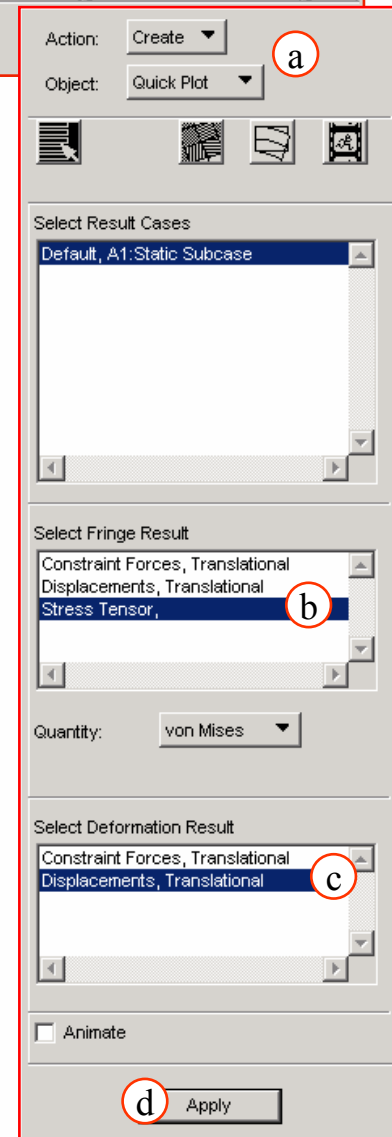 Action: Create
a
Object: Quick Plot
Select Result Cases
Default, A1:Static Subcase
Select Fringe Result
Constraint Forces, Translational
Displacements, Translational
Stress Tensor,
b
Quantity: von Mises
Select Deformation Result
Constraint Forces, Translational
Displacements, Translational
c
Animate
d Apply